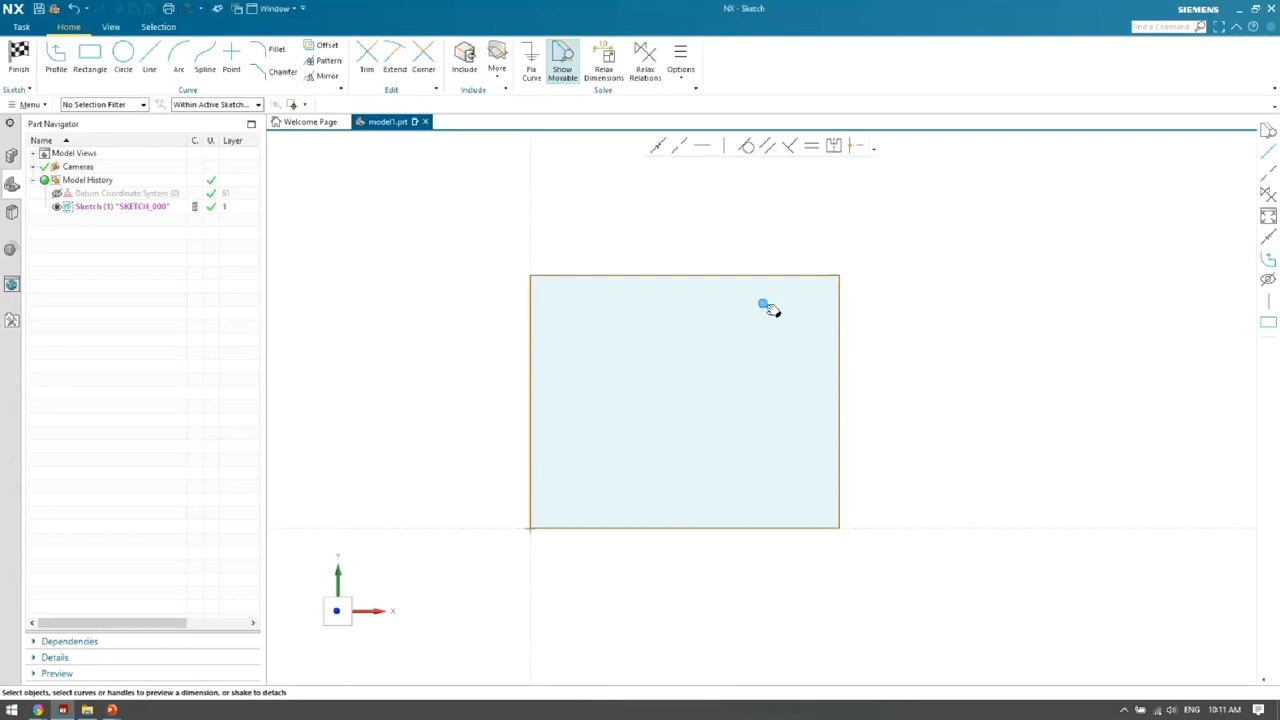 NX
Window
NX - Sketch
SIEMENS
Task
Home
View
Selection
Find a Command
Finish
Profile
Rectangle
Circle
Line
Arc
Spline
Point
Fillet
Chamfer
Offset
Pattern
Mirror
Trim
Extend
Corner
Include
More
Fix
Curve
Show
Movable
Relax
Dimensions
Relax
Relations
Options
Sketch
Curve
Edit
Include
Solve
Menu
No Selection Filter
Within Active Sketch...
Part Navigator
Welcome Page
model1.prt
Name
C.
U.
Layer
Model Views
Cameras
Model History
Datum Coordinate System (0)
61
Sketch (1) "SKETCH_000"
1
Y
X
Dependencies
Details
Preview
Select objects, select curves or handles to preview a dimension, or shake to detach
ENG
10:11 AM